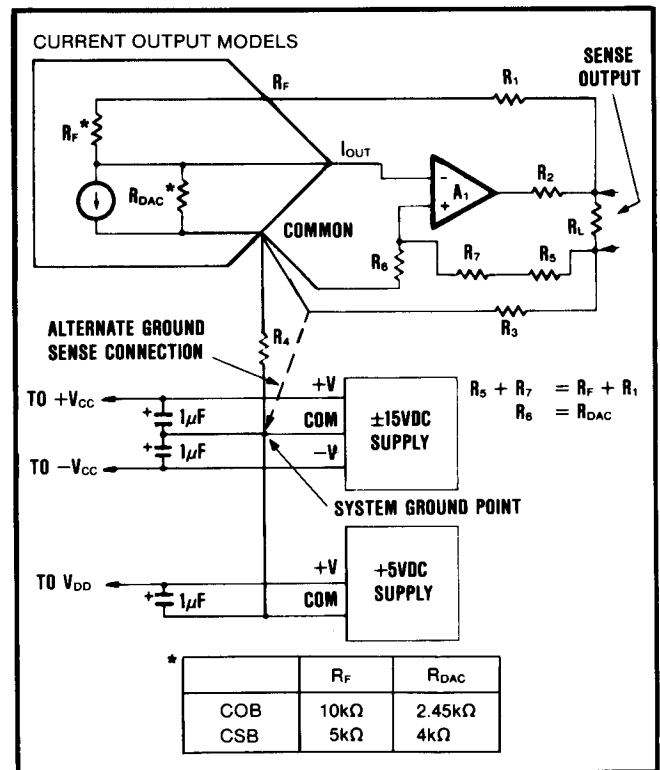 CURRENT OUTPUT MODELS
SENSE
OUTPUT
RF
R1
RF*
IOUT
RDAC*
-
+
A1
R2
RL
COMMON
R6
R7
R5
R3
ALTERNATE GROUND
SENSE CONNECTION
R4
R5 + R7 = RF + R1
R6 = RDAC
TO +VCC
+V
+
1μF
COM
±15VDC
SUPPLY
+
1μF
TO −VCC
−V
SYSTEM GROUND POINT
TO VDD
+V
+
1μF
COM
+5VDC
SUPPLY
*
RF RDAC
COB 10kΩ 2.45kΩ
CSB 5kΩ 4kΩ